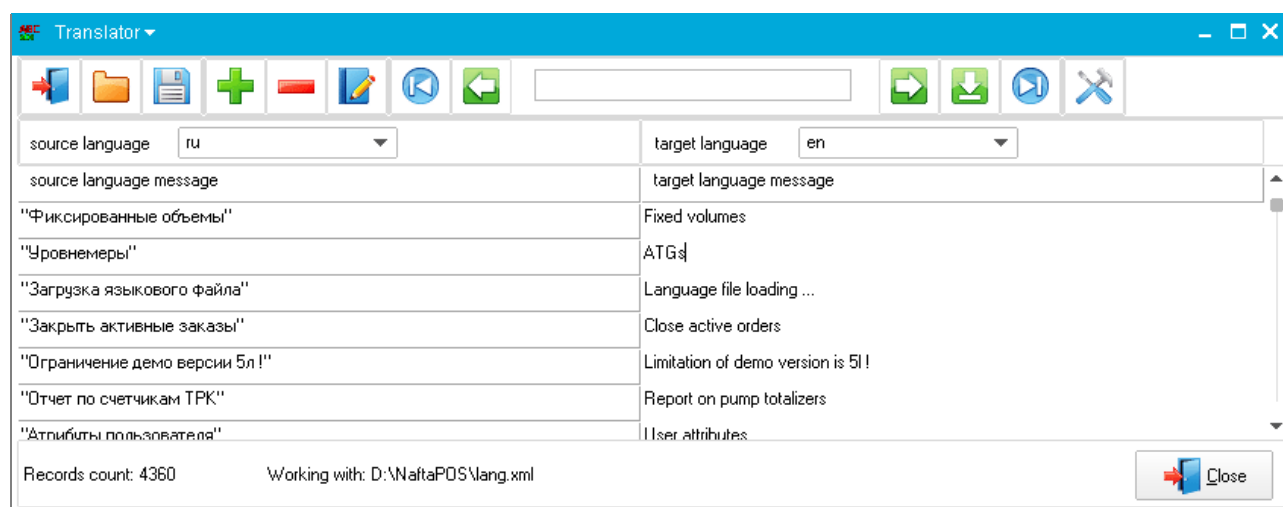 Translator
source language ru target language en
source language message target language message
"Фиксированные объемы" Fixed volumes
"Уровнемеры" ATGs
"Загрузка языкового файла" Language file loading ...
"Закрыть активные заказы" Close active orders
"Ограничение демо версии 5л !" Limitation of demo version is 5l !
"Отчет по счетчикам ТРК" Report on pump totalizers
"Атрибуты пользователя" User attributes
Records count: 4360 Working with: D:\NaftaPOS\lang.xml Close